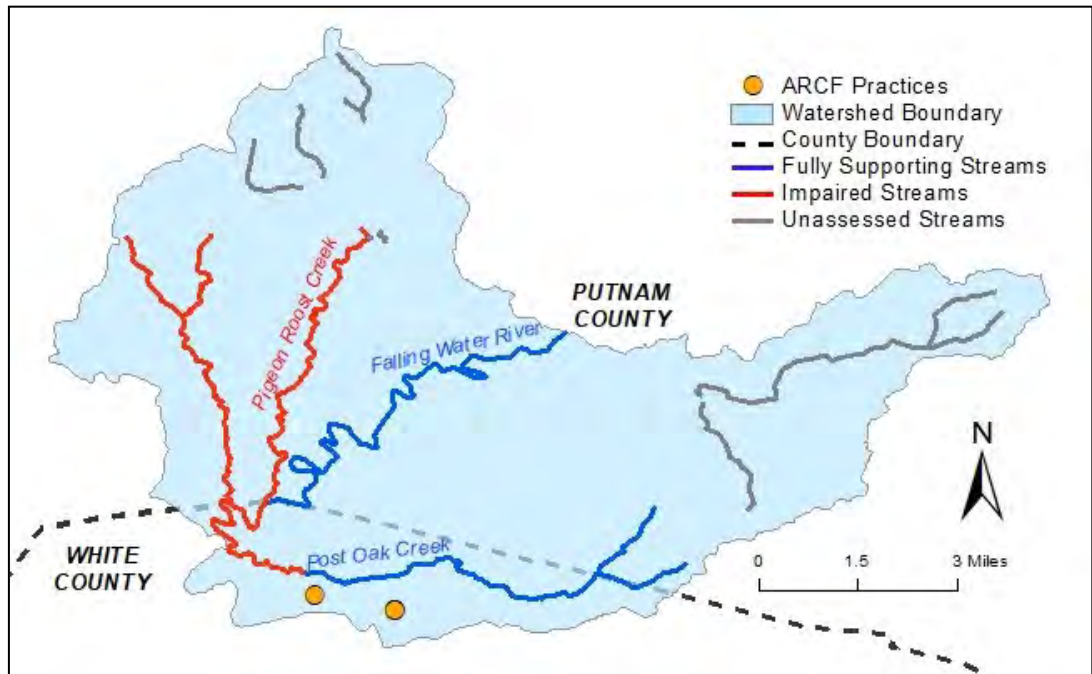 ARCF Practices
Watershed Boundary
County Boundary
Fully Supporting Streams
Impaired Streams
Unassessed Streams
Pigeon Roost Creek
Falling Water River
PUTNAM
COUNTY
N
WHITE
COUNTY
Post Oak Creek
0 1.5 3 Miles